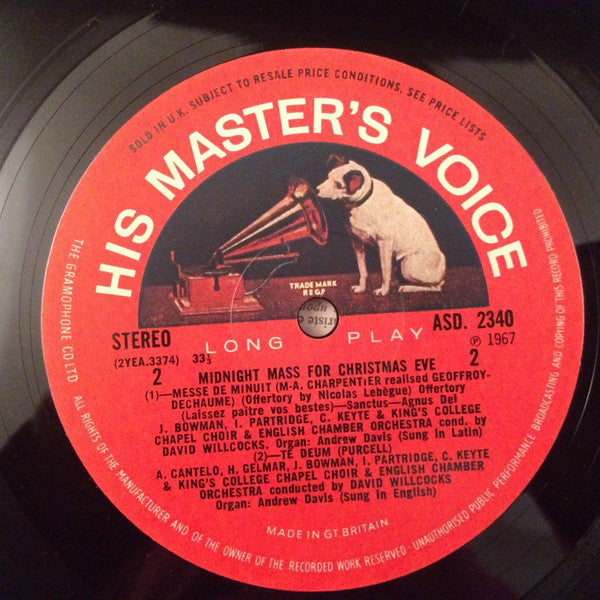 SOLD IN U.K. SUBJECT TO RESALE PRICE CONDITIONS, SEE PRICE LISTS
HIS MASTER'S VOICE
TRADE MARK
REGD
STEREO
LONG PLAY
ASD. 2340
(2YEA.3374) 33⅓
℗ 1967
2 MIDNIGHT MASS FOR CHRISTMAS EVE 2
(1)—MESSE DE MINUIT (M-A. CHARPENTIER realised GEOFFROY-
DECHAUME) (Offertory by Nicolas Lebègue) Offertory
(Laissez paître vos bestes)—Sanctus—Agnus Dei
J. BOWMAN, I. PARTRIDGE, C. KEYTE & KING'S COLLEGE
CHAPEL CHOIR & ENGLISH CHAMBER ORCHESTRA cond. by
DAVID WILLCOCKS. Organ: Andrew Davis (Sung in Latin)
(2)—TE DEUM (PURCELL)
A. CANTELO, H. GELMAR, J. BOWMAN, I. PARTRIDGE, C. KEYTE
& KING'S COLLEGE CHAPEL CHOIR & ENGLISH CHAMBER
ORCHESTRA conducted by DAVID WILLCOCKS
Organ: Andrew Davis (Sung in English)
MADE IN GT. BRITAIN
THE GRAMOPHONE CO. LTD. ALL RIGHTS OF THE MANUFACTURER AND OF THE OWNER OF THE RECORDED WORK RESERVED · UNAUTHORISED PUBLIC PERFORMANCE BROADCASTING AND COPYING OF THIS RECORD PROHIBITED